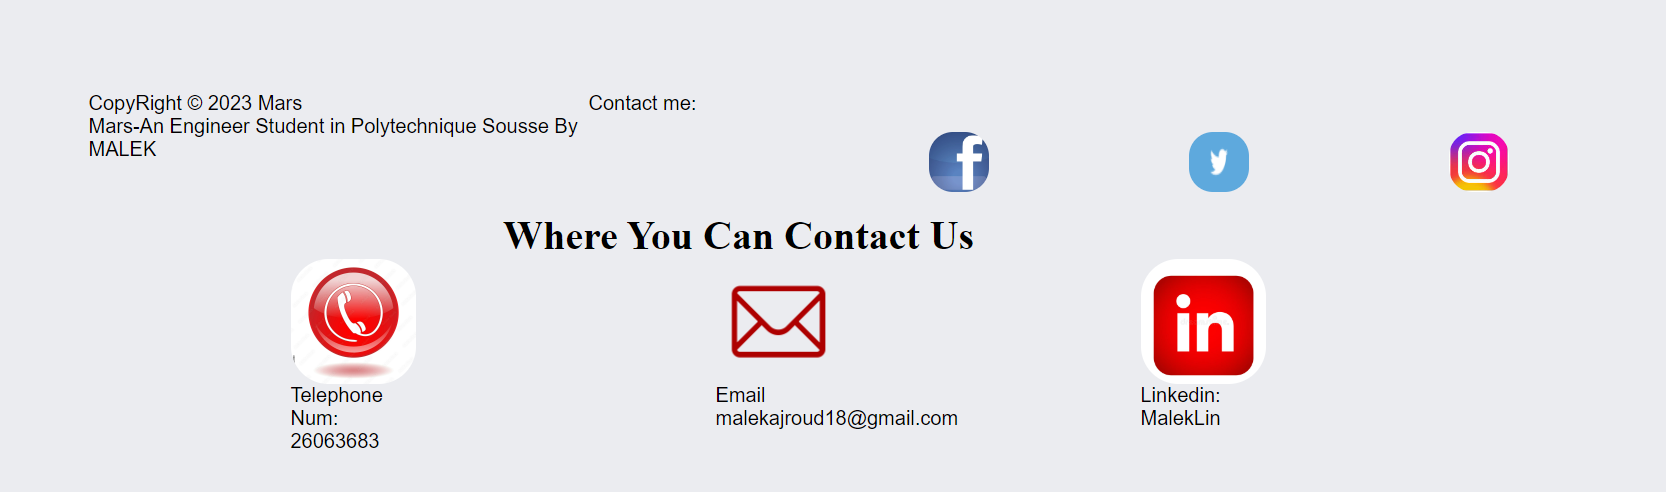 CopyRight © 2023 Mars
Mars-An Engineer Student in Polytechnique Sousse By
MALEK
Contact me:
f
Where You Can Contact Us
in
Telephone
Num:
26063683
Email
malekajroud18@gmail.com
Linkedin:
MalekLin